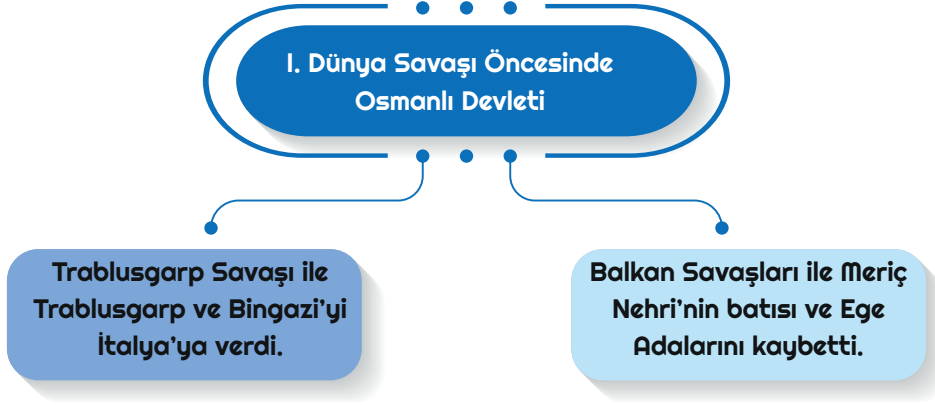 I. Dünya Savaşı Öncesinde
Osmanlı Devleti
Trablusgarp Savaşı ile
Trablusgarp ve Bingazi'yi
İtalya'ya verdi.
Balkan Savaşları ile Meriç
Nehri'nin batısı ve Ege
Adalarını kaybetti.